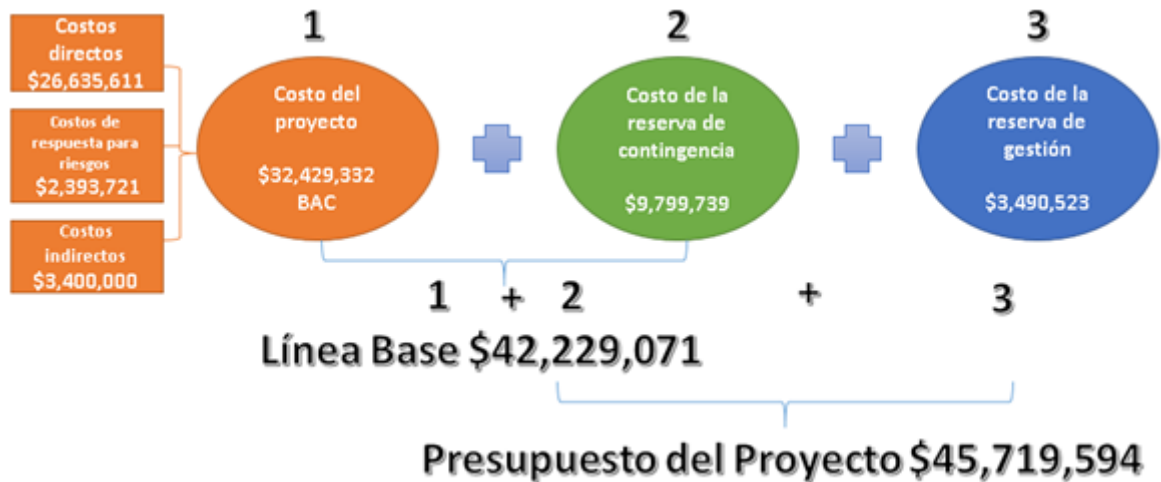 Costos
directos
$26,635,611
Costos de
respuesta para
riesgos
$2,393,721
Costos
indirectos
$3,400,000
1
Costo del
proyecto
$32,429,332
BAC
2
Costo de la
reserva de
contingencia
$9,799,739
3
Costo de la
reserva de
gestión
$3,490,523
1 + 2 + 3
Línea Base $42,229,071
Presupuesto del Proyecto $45,719,594